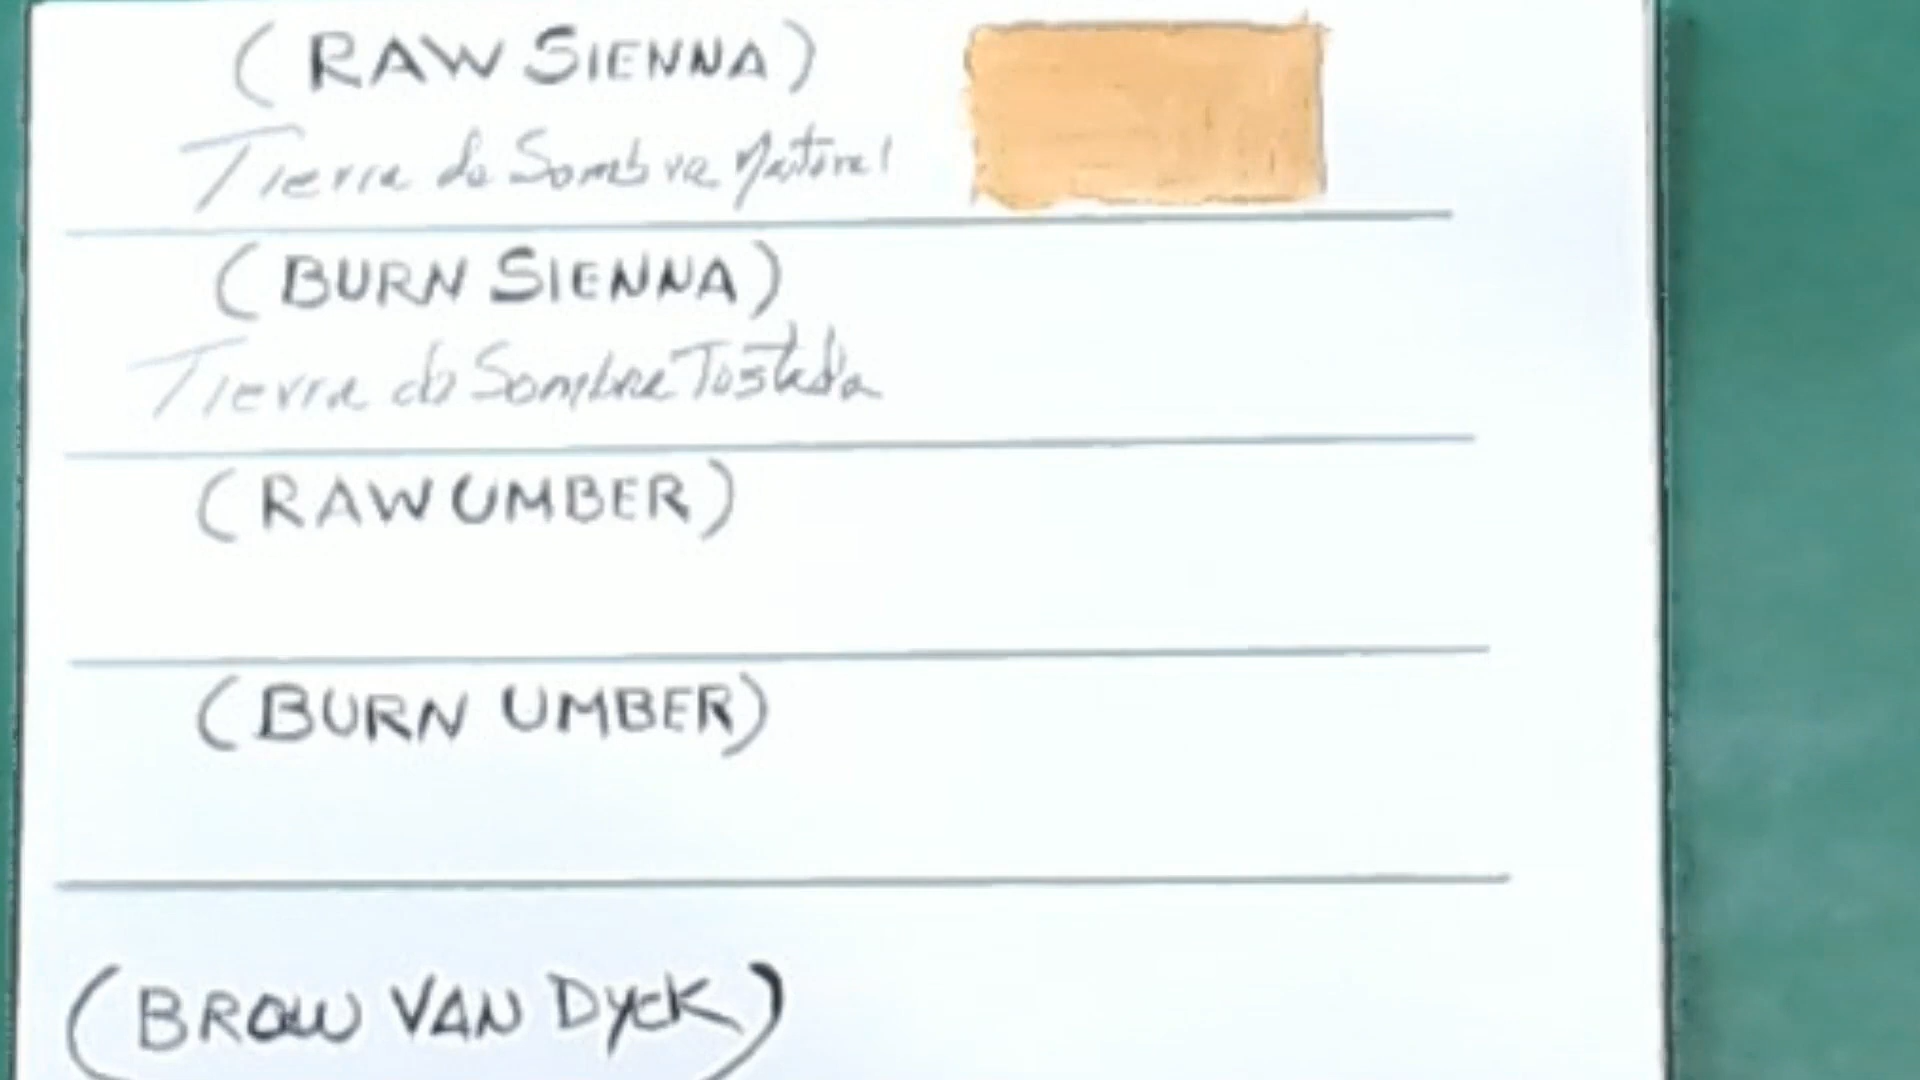 (RAW SIENNA)
Tierra de Sombra Natural
(BURN SIENNA)
Tierra de Sombra Tostada
(RAW UMBER)
(BURN UMBER)
(BROW VAN DYCK)